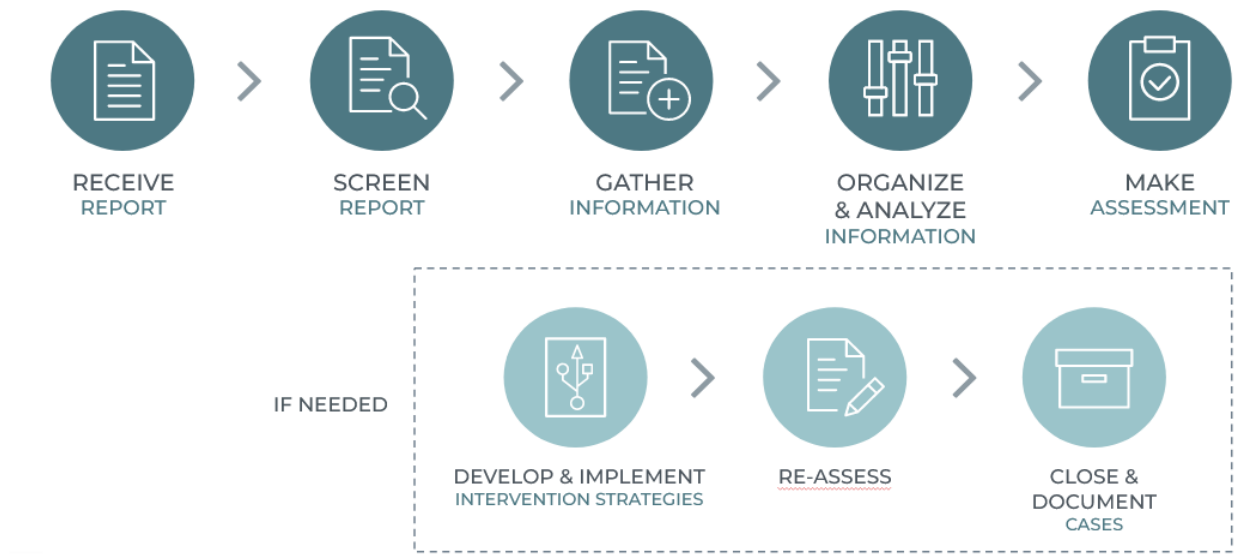 RECEIVE
REPORT
SCREEN
REPORT
GATHER
INFORMATION
ORGANIZE
& ANALYZE
INFORMATION
MAKE
ASSESSMENT
IF NEEDED
DEVELOP & IMPLEMENT
INTERVENTION STRATEGIES
RE-ASSESS
CLOSE &
DOCUMENT
CASES